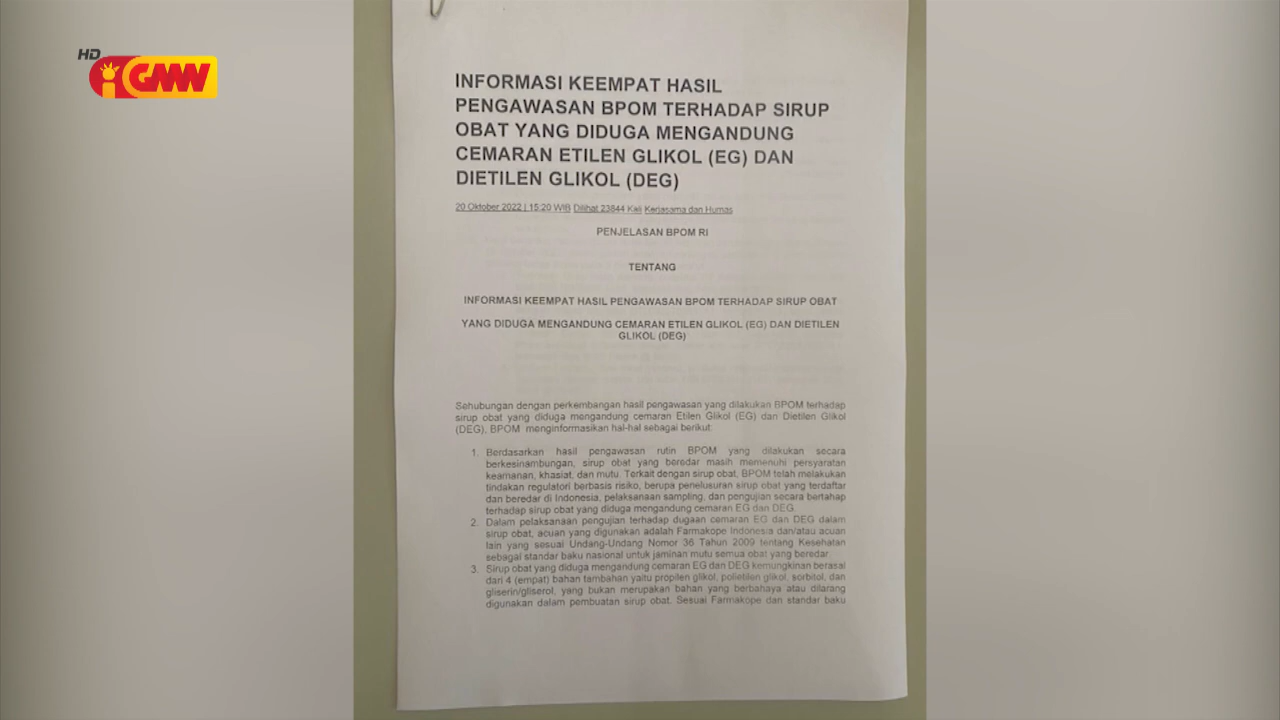 HD
iGMW
INFORMASI KEEMPAT HASIL
PENGAWASAN BPOM TERHADAP SIRUP
OBAT YANG DIDUGA MENGANDUNG
CEMARAN ETILEN GLIKOL (EG) DAN
DIETILEN GLIKOL (DEG)
20 Oktober 2022 | 15:20 WIB Dilihat 23844 Kali Kerjasama dan Humas
PENJELASAN BPOM RI
TENTANG
INFORMASI KEEMPAT HASIL PENGAWASAN BPOM TERHADAP SIRUP OBAT
YANG DIDUGA MENGANDUNG CEMARAN ETILEN GLIKOL (EG) DAN DIETILEN
GLIKOL (DEG)
Sehubungan dengan perkembangan hasil pengawasan yang dilakukan BPOM terhadap
sirup obat yang diduga mengandung cemaran Etilen Glikol (EG) dan Dietilen Glikol
(DEG), BPOM menginformasikan hal-hal sebagai berikut:
1. Berdasarkan hasil pengawasan rutin BPOM yang dilakukan secara
berkesinambungan, sirup obat yang beredar masih memenuhi persyaratan
keamanan, khasiat, dan mutu. Terkait dengan sirup obat, BPOM telah melakukan
tindakan regulatori berbasis risiko, berupa penelusuran sirup obat yang terdaftar
dan beredar di Indonesia, pelaksanaan sampling, dan pengujian secara bertahap
terhadap sirup obat yang diduga mengandung cemaran EG dan DEG.
2. Dalam pelaksanaan pengujian terhadap dugaan cemaran EG dan DEG dalam
sirup obat, acuan yang digunakan adalah Farmakope Indonesia dan/atau acuan
lain yang sesuai Undang-Undang Nomor 36 Tahun 2009 tentang Kesehatan
sebagai standar baku nasional untuk jaminan mutu semua obat yang beredar.
3. Sirup obat yang diduga mengandung cemaran EG dan DEG kemungkinan berasal
dari 4 (empat) bahan tambahan yaitu propilen glikol, polietilen glikol, sorbitol, dan
gliserin/gliserol, yang bukan merupakan bahan yang berbahaya atau dilarang
digunakan dalam pembuatan sirup obat. Sesuai Farmakope dan standar baku